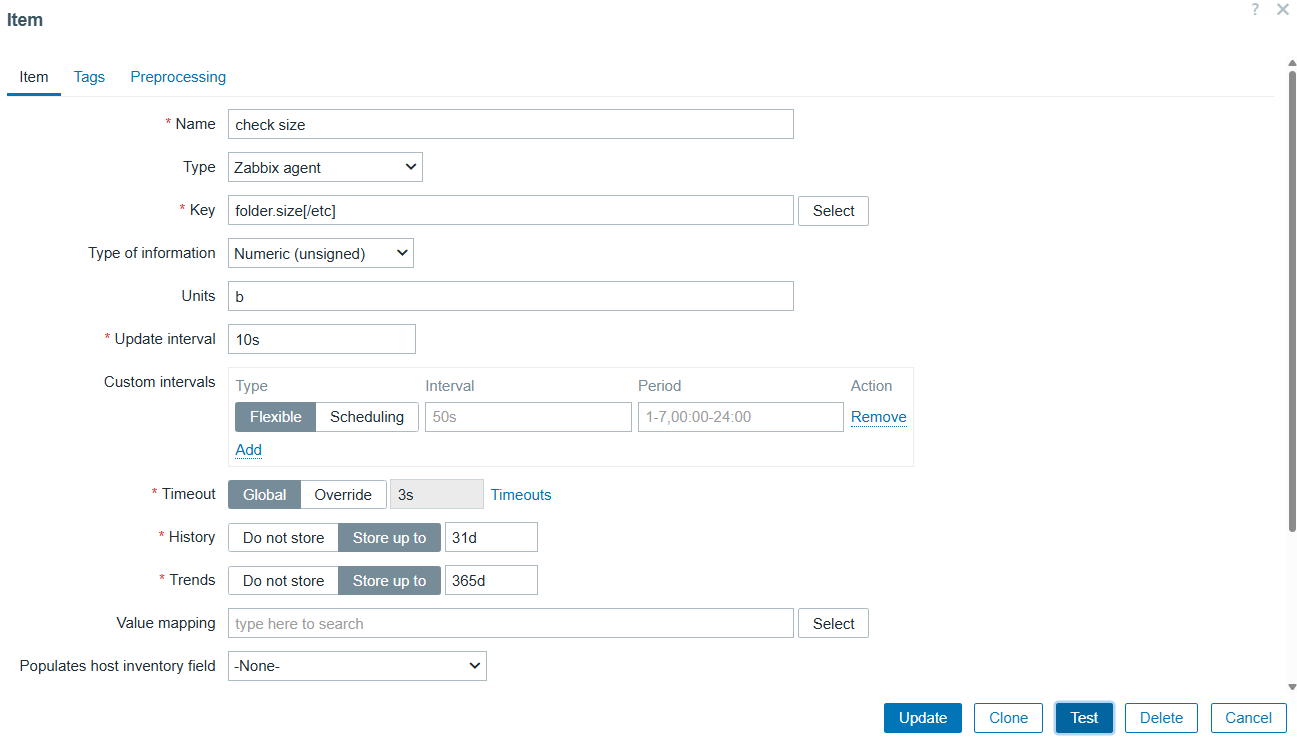 Item
?
Item Tags Preprocessing
* Name check size
Type Zabbix agent
* Key folder.size[/etc] Select
Type of information Numeric (unsigned)
Units b
* Update interval 10s
Custom intervals Type Interval Period Action
Flexible Scheduling 50s 1-7,00:00-24:00 Remove
Add
* Timeout Global Override 3s Timeouts
* History Do not store Store up to 31d
* Trends Do not store Store up to 365d
Value mapping type here to search Select
Populates host inventory field -None-
Update Clone Test Delete Cancel